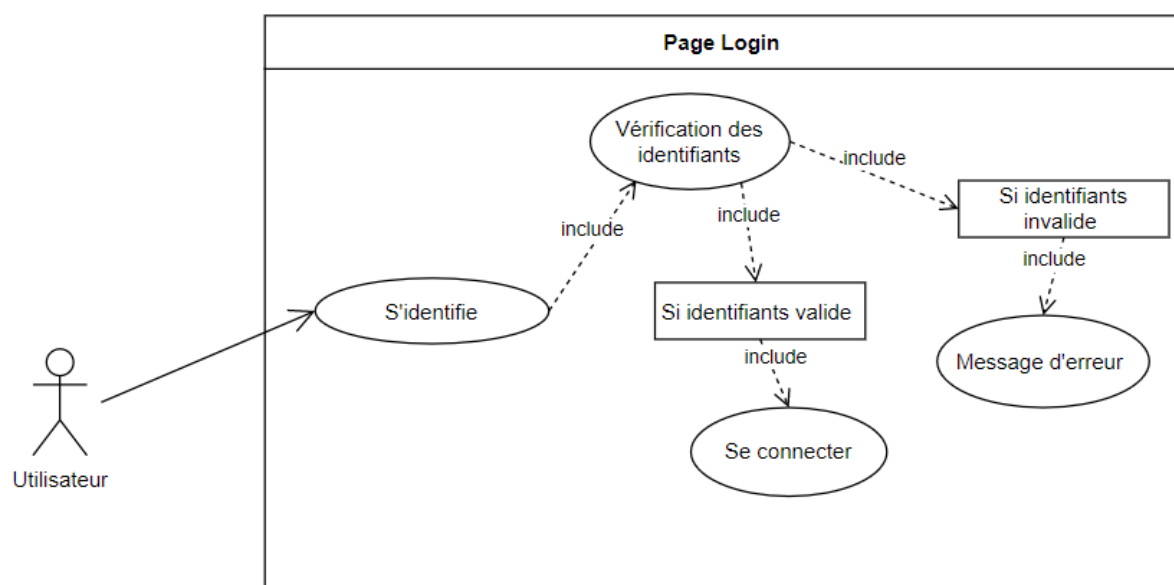 Page Login
Vérification des
identifiants
include
Si identifiants
invalide
include
include
include
S'identifie
Si identifiants valide
include
Message d'erreur
Se connecter
Utilisateur